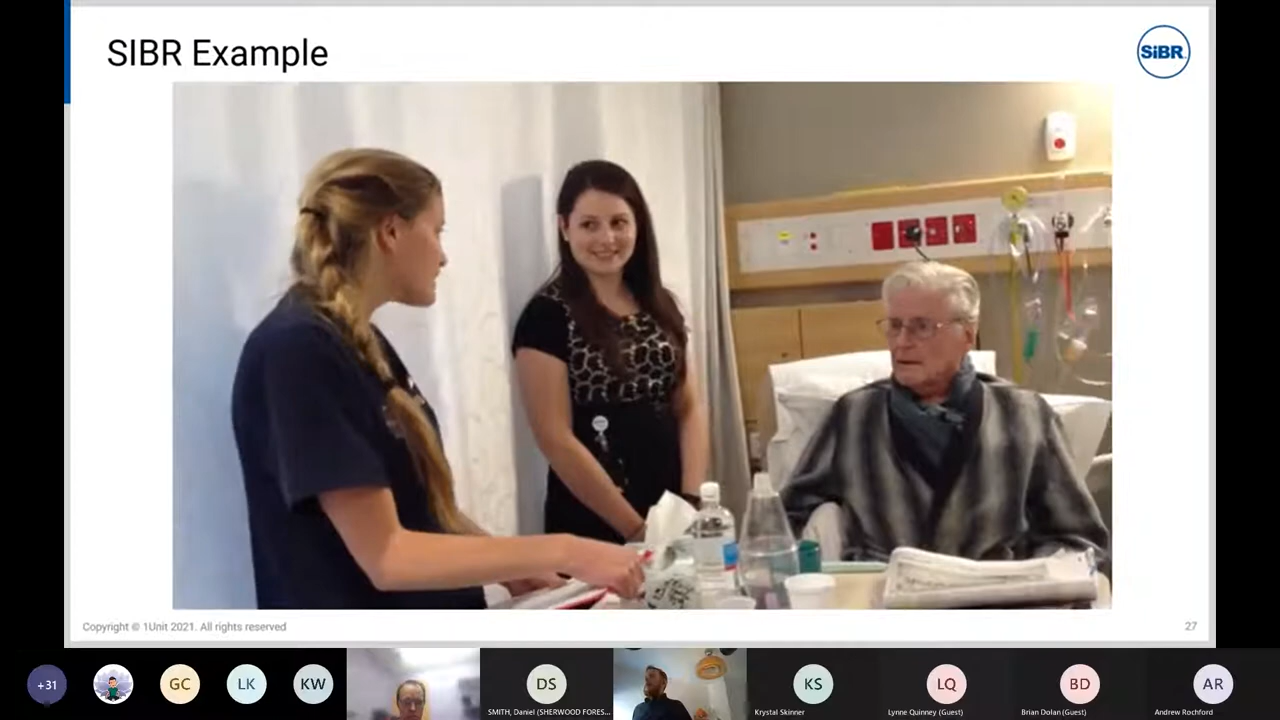 SIBR Example
SiBR
Copyright © 1Unit 2021. All rights reserved
27
+31
GC
LK
KW
DS
SMITH, Daniel (SHERWOOD FORES...
KS
Krystal Skinner
LQ
Lynne Quinney (Guest)
BD
Brian Dolan (Guest)
AR
Andrew Rochford